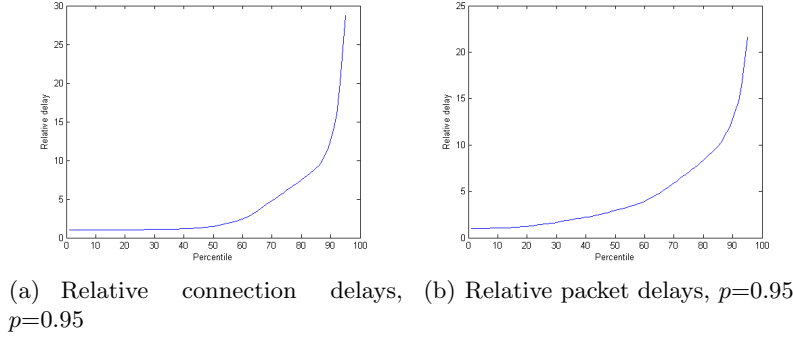 30
25
20
15
10
5
0
Relative delay
0 10 20 30 40 50 60 70 80 90 100
Percentile
25
20
15
10
5
0
Relative delay
0 10 20 30 40 50 60 70 80 90 100
Percentile
(a) Relative connection delays,
p=0.95
(b) Relative packet delays, p=0.95